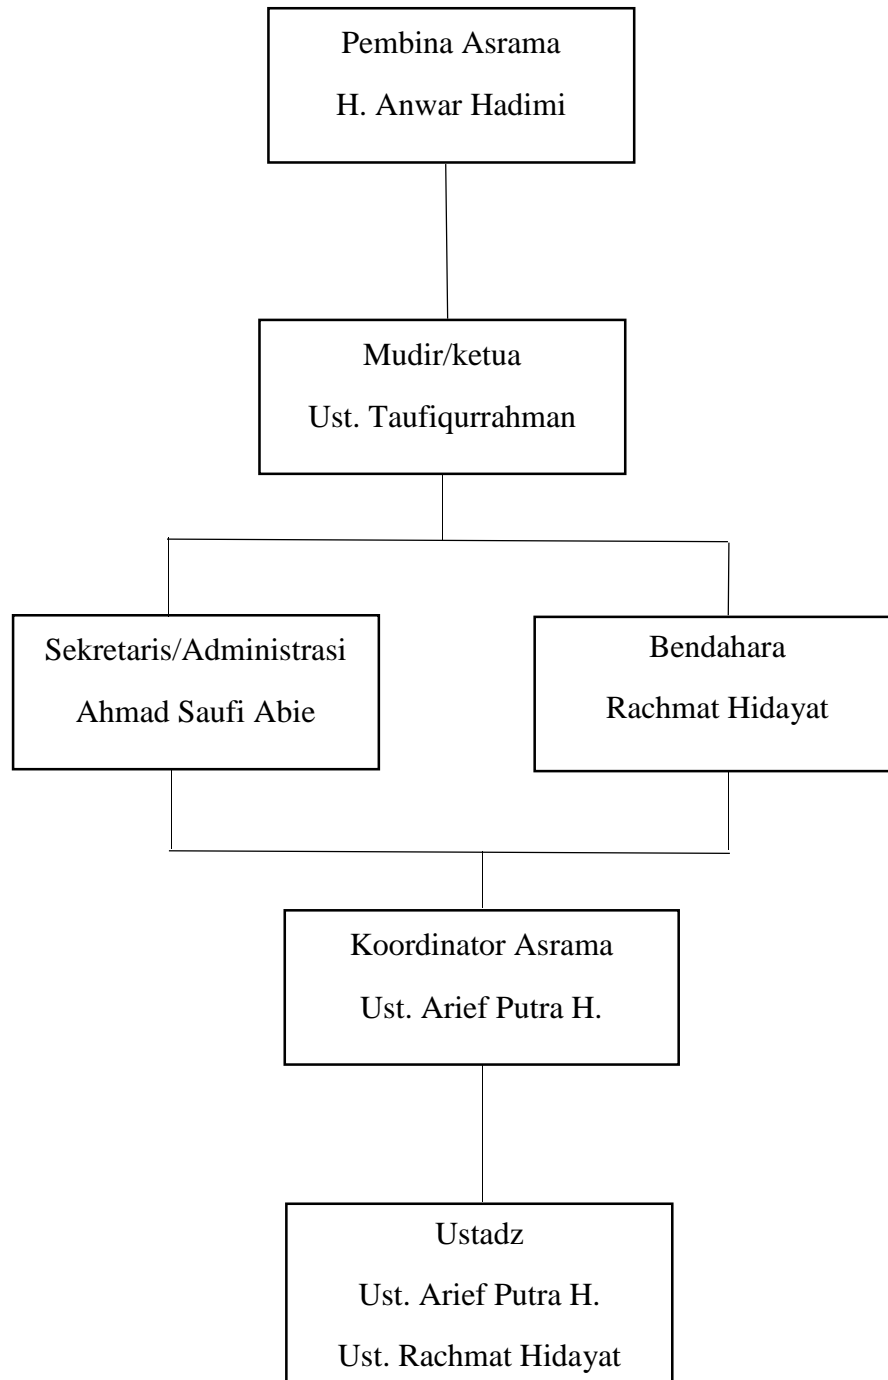 Pembina Asrama
H. Anwar Hadimi
Mudir/ketua
Ust. Taufiqurrahman
Sekretaris/Administrasi
Ahmad Saufi Abie
Bendahara
Rachmat Hidayat
Koordinator Asrama
Ust. Arief Putra H.
Ustadz
Ust. Arief Putra H.
Ust. Rachmat Hidayat